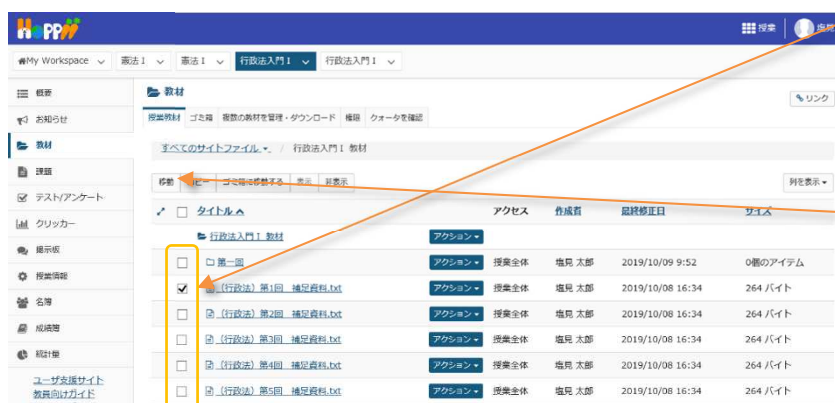 HoPPii
授業
塩見
My Workspace
憲法Ⅰ
憲法Ⅰ
行政法入門Ⅰ
行政法入門Ⅰ
概要
お知らせ
教材
課題
テスト/アンケート
クリッカー
掲示板
授業情報
名簿
成績簿
統計量
ユーザ支援サイト
教員向けガイド
教材
リンク
授業教材 ゴミ箱 複数の教材を管理・ダウンロード 権限 クォータを確認
すべてのサイトファイル / 行政法入門Ⅰ 教材
移動 コピー ゴミ箱に移動する 表示 非表示 列を表示
タイトル アクセス 作成者 最終修正日 サイズ
行政法入門Ⅰ 教材 アクション
第一回 アクション 授業全体 塩見 太郎 2019/10/09 9:52 0個のアイテム
(行政法)第1回 補足資料.txt アクション 授業全体 塩見 太郎 2019/10/08 16:34 264 バイト
(行政法)第2回 補足資料.txt アクション 授業全体 塩見 太郎 2019/10/08 16:34 264 バイト
(行政法)第3回 補足資料.txt アクション 授業全体 塩見 太郎 2019/10/08 16:34 264 バイト
(行政法)第4回 補足資料.txt アクション 授業全体 塩見 太郎 2019/10/08 16:34 264 バイト
(行政法)第5回 補足資料.txt アクション 授業全体 塩見 太郎 2019/10/08 16:34 264 バイト